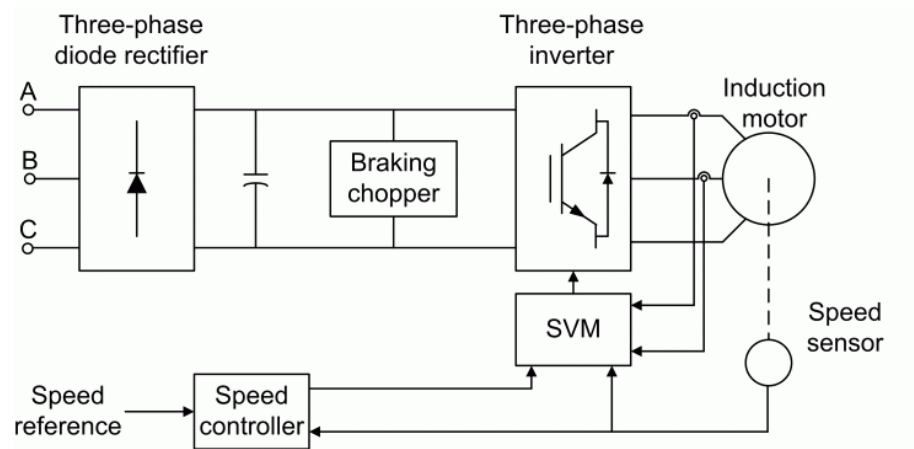 Three-phase
diode rectifier
Three-phase
inverter
Induction
motor
A
B
C
Braking
chopper
SVM
Speed
sensor
Speed
reference
Speed
controller